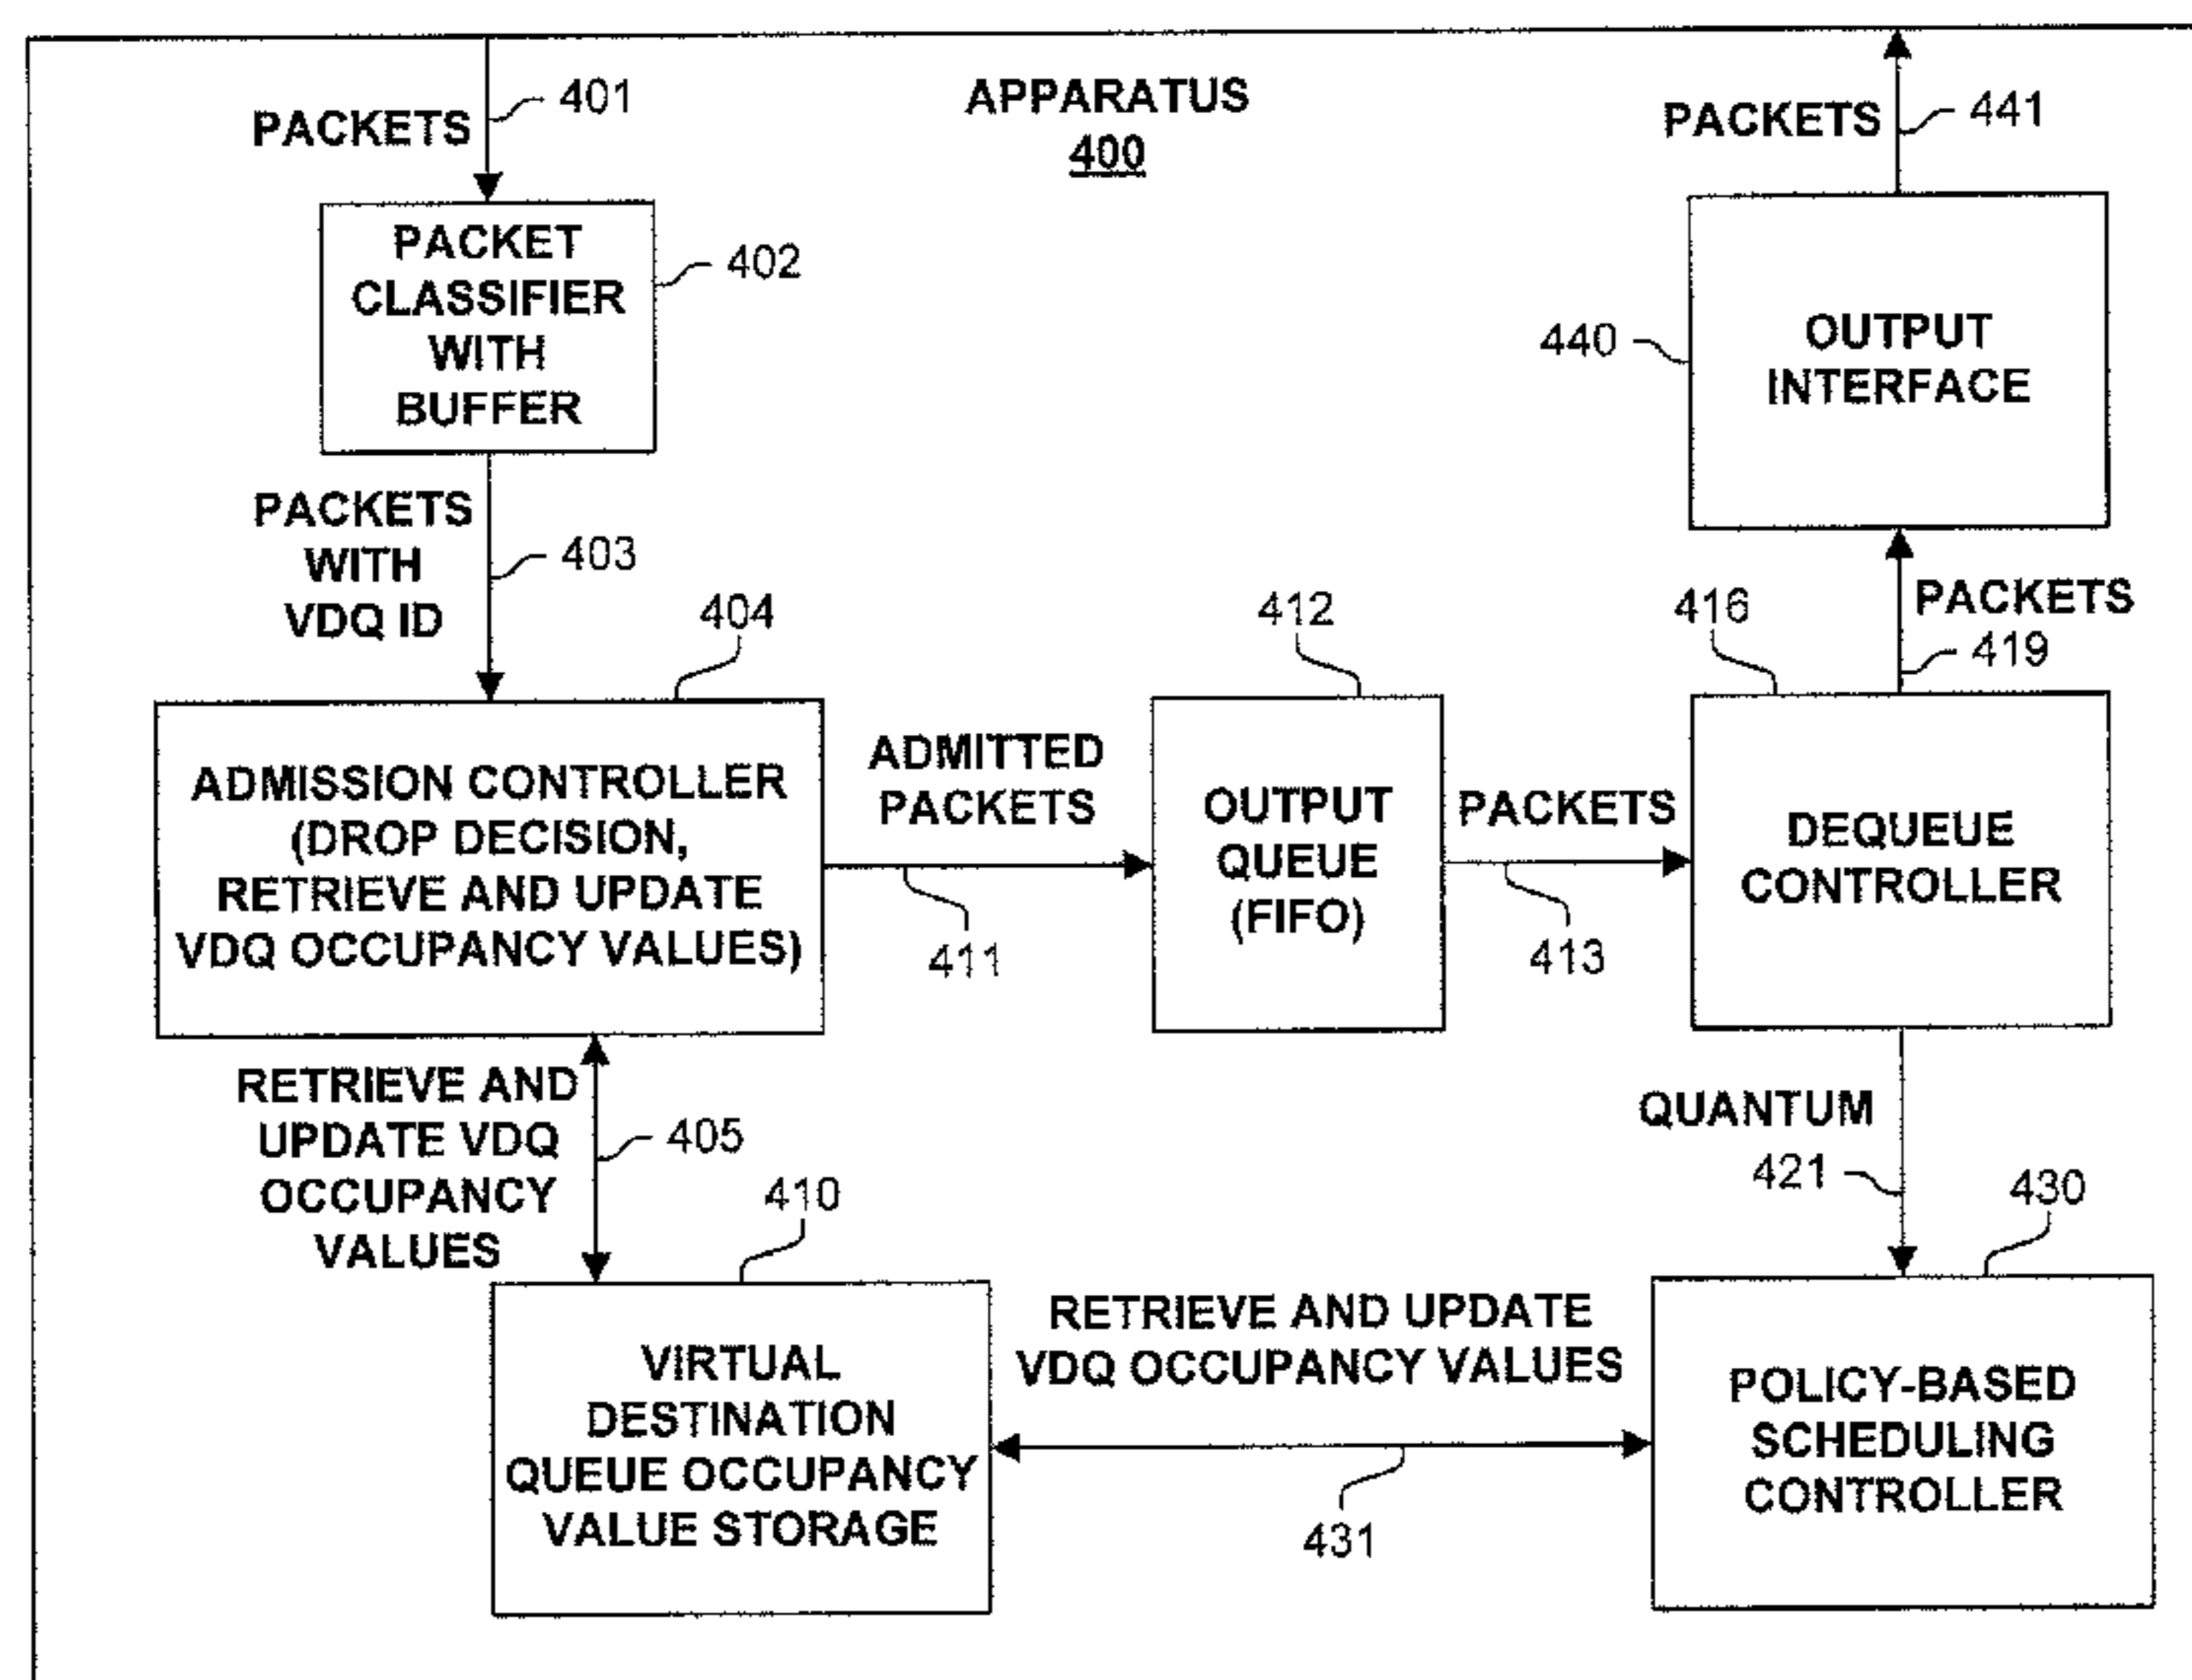 APPARATUS
400
PACKETS
401
PACKETS
441
PACKET
CLASSIFIER
WITH
BUFFER
402
OUTPUT
INTERFACE
440
PACKETS
WITH
VDQ ID
403
404
412
416
PACKETS
419
ADMISSION CONTROLLER
(DROP DECISION,
RETRIEVE AND UPDATE
VDQ OCCUPANCY VALUES)
ADMITTED
PACKETS
411
OUTPUT
QUEUE
(FIFO)
PACKETS
413
DEQUEUE
CONTROLLER
RETRIEVE AND
UPDATE VDQ
OCCUPANCY
VALUES
405
QUANTUM
421
410
430
VIRTUAL
DESTINATION
QUEUE OCCUPANCY
VALUE STORAGE
RETRIEVE AND UPDATE
VDQ OCCUPANCY VALUES
431
POLICY-BASED
SCHEDULING
CONTROLLER